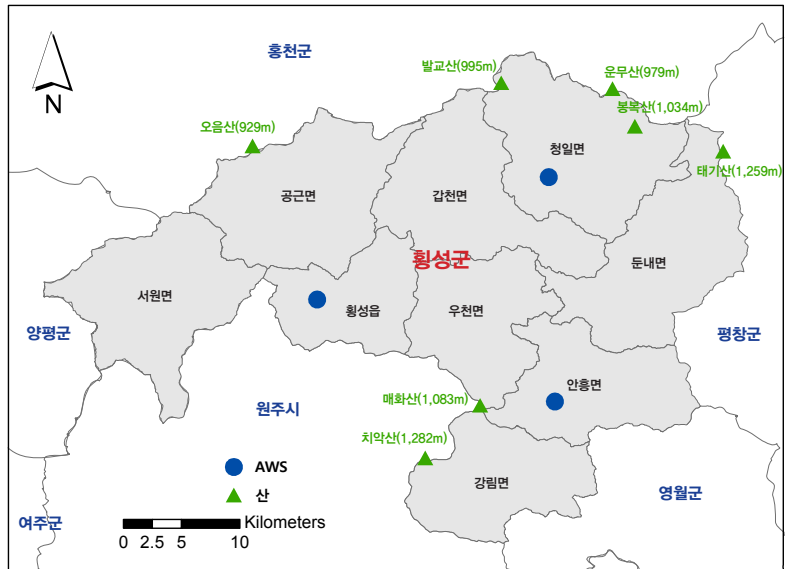 홍천군
발교산(995m)
운무산(979m)
봉복산(1,034m)
오음산(929m)
청일면
태기산(1,259m)
공근면
갑천면
횡성군
둔내면
서원면
횡성읍
우천면
양평군
평창군
안흥면
매화산(1,083m)
원주시
치악산(1,282m)
AWS
강림면
산
영월군
여주군
Kilometers
0 2.5 5 10
N